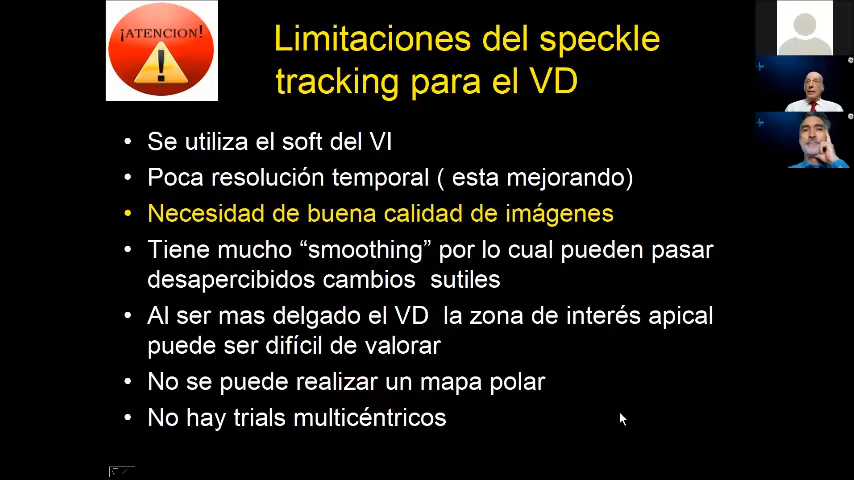 ¡ATENCION!
Limitaciones del speckle
tracking para el VD
• Se utiliza el soft del VI
• Poca resolución temporal ( esta mejorando)
• Necesidad de buena calidad de imágenes
• Tiene mucho “smoothing” por lo cual pueden pasar
desapercibidos cambios sutiles
• Al ser mas delgado el VD la zona de interés apical
puede ser difícil de valorar
• No se puede realizar un mapa polar
• No hay trials multicéntricos